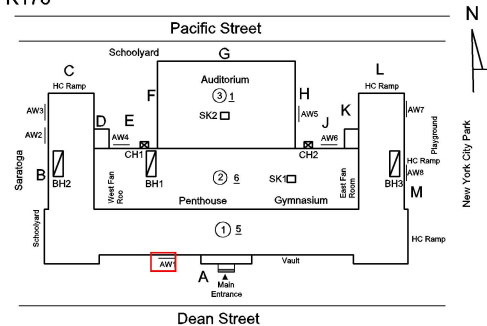 K176
N
Pacific Street
Schoolyard
G
C
L
HC Ramp
HC Ramp
Auditorium
3 1
F
H
SK2
AW3
D
E
AW5
J
K
AW7
AW2
AW4
AW6
Playground
Saratoga
CH1
CH2
HC Ramp
B
BH2
BH1
2 6
SK1
BH3
AW8
M
New York City Park
West Fan
Roo
Penthouse
Gymnasium
East Fan
Room
Schoolyard
1 5
HC Ramp
AW1
A
Vault
Main
Entrance
Dean Street